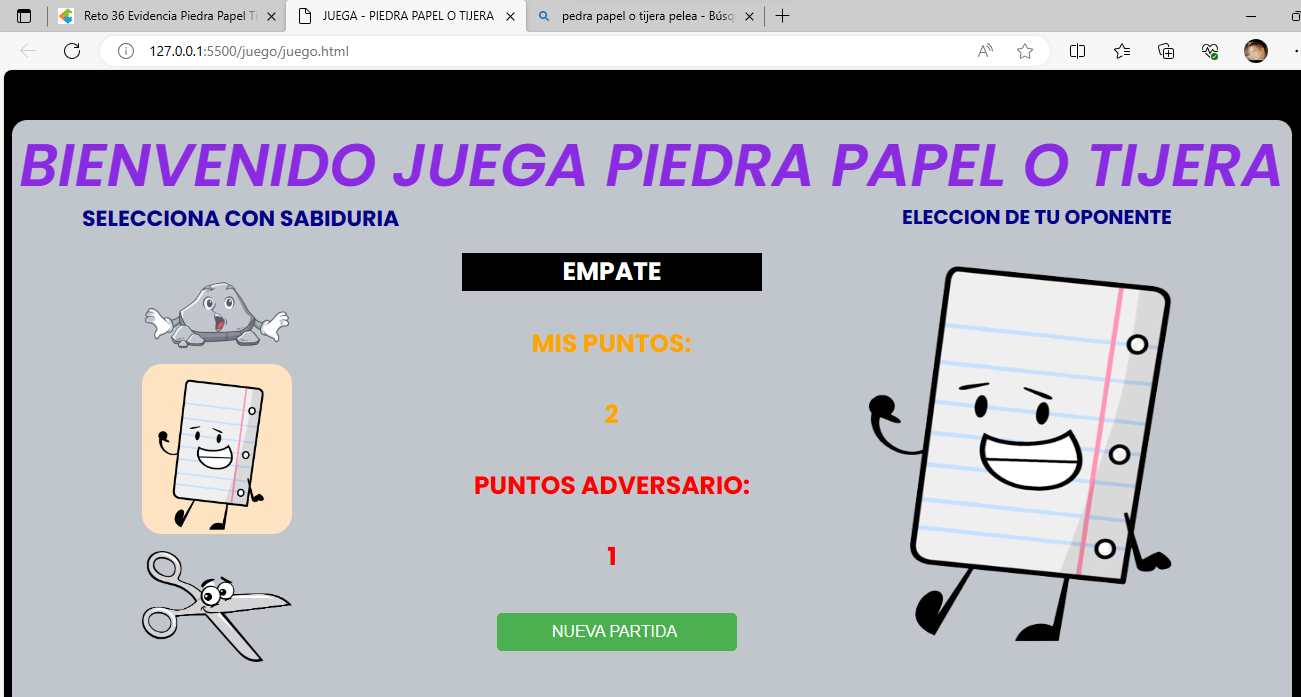 Reto 36 Evidencia Piedra Papel Ti
JUEGA - PIEDRA PAPEL O TIJERA
pedra papel o tijera pelea - Búsq
127.0.0.1:5500/juego/juego.html
BIENVENIDO JUEGA PIEDRA PAPEL O TIJERA
SELECCIONA CON SABIDURIA
ELECCION DE TU OPONENTE
EMPATE
MIS PUNTOS:
2
PUNTOS ADVERSARIO:
1
NUEVA PARTIDA